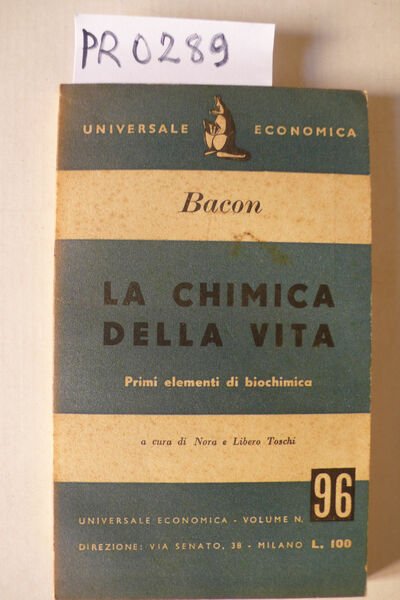 PR0289
UNIVERSALE ECONOMICA
Bacon
LA CHIMICA
DELLA VITA
Primi elementi di biochimica
a cura di Nora e Libero Toschi
96
UNIVERSALE ECONOMICA - VOLUME N.
DIREZIONE: VIA SENATO, 38 - MILANO L. 100